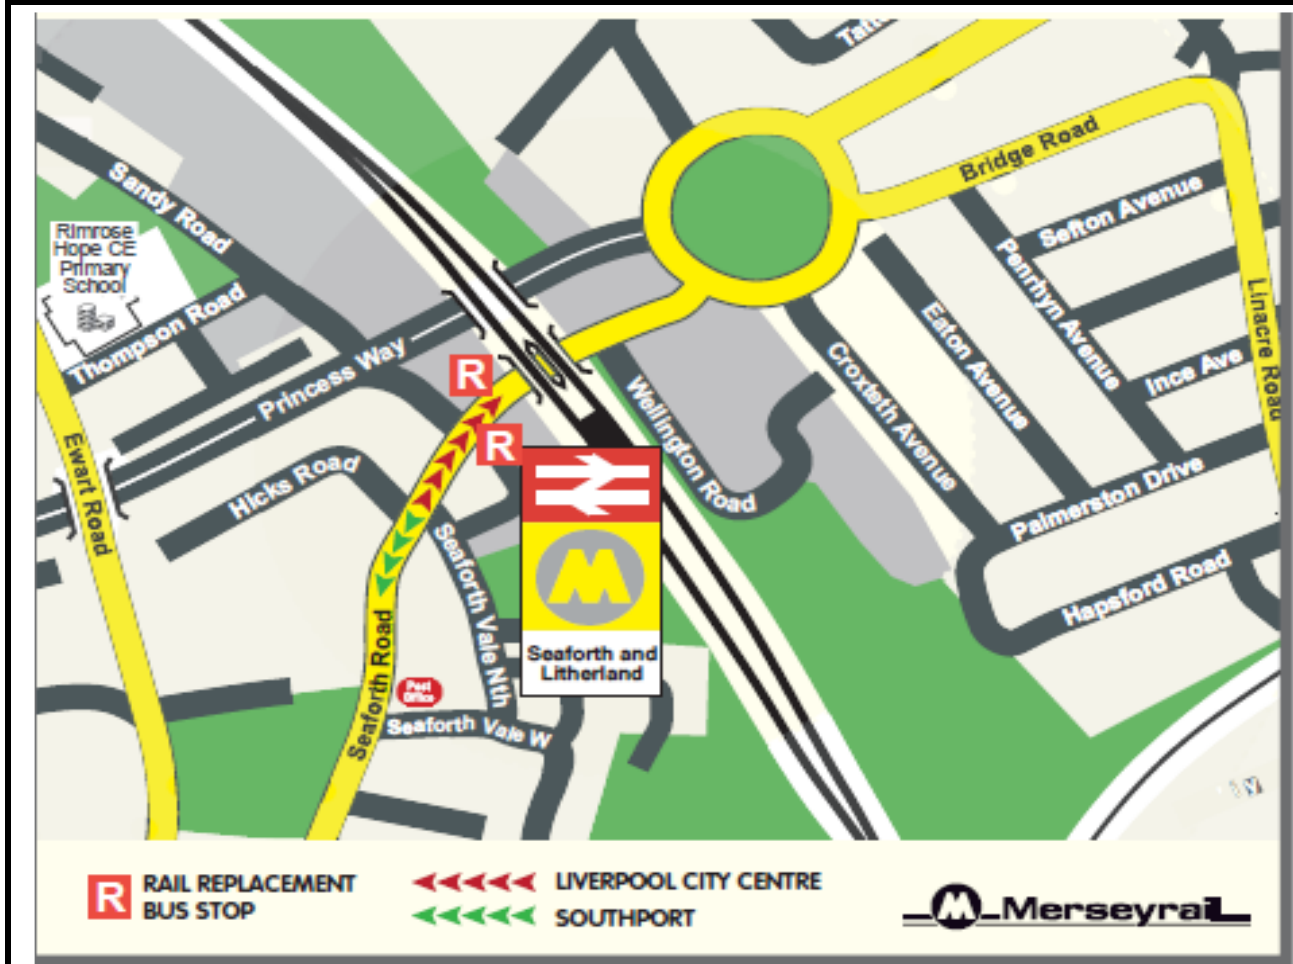 Tatt
Bridge Road
Sandy Road
Sefton Avenue
Rimrose
Hope CE
Primary
School
Penrhyn Avenue
Thompson Road
Eaton Avenue
Linacre Road
Princess Way
R
Croxteth Avenue
Ince Ave
Wellington Road
R
Ewart Road
Hicks Road
Palmerston Drive
Seaforth Vale Nth
M
Hapsford Road
Seaforth Road
Seaforth and
Litherland
Post
Office
Seaforth Vale W
R
RAIL REPLACEMENT
BUS STOP
LIVERPOOL CITY CENTRE
SOUTHPORT
M
Merseyrail